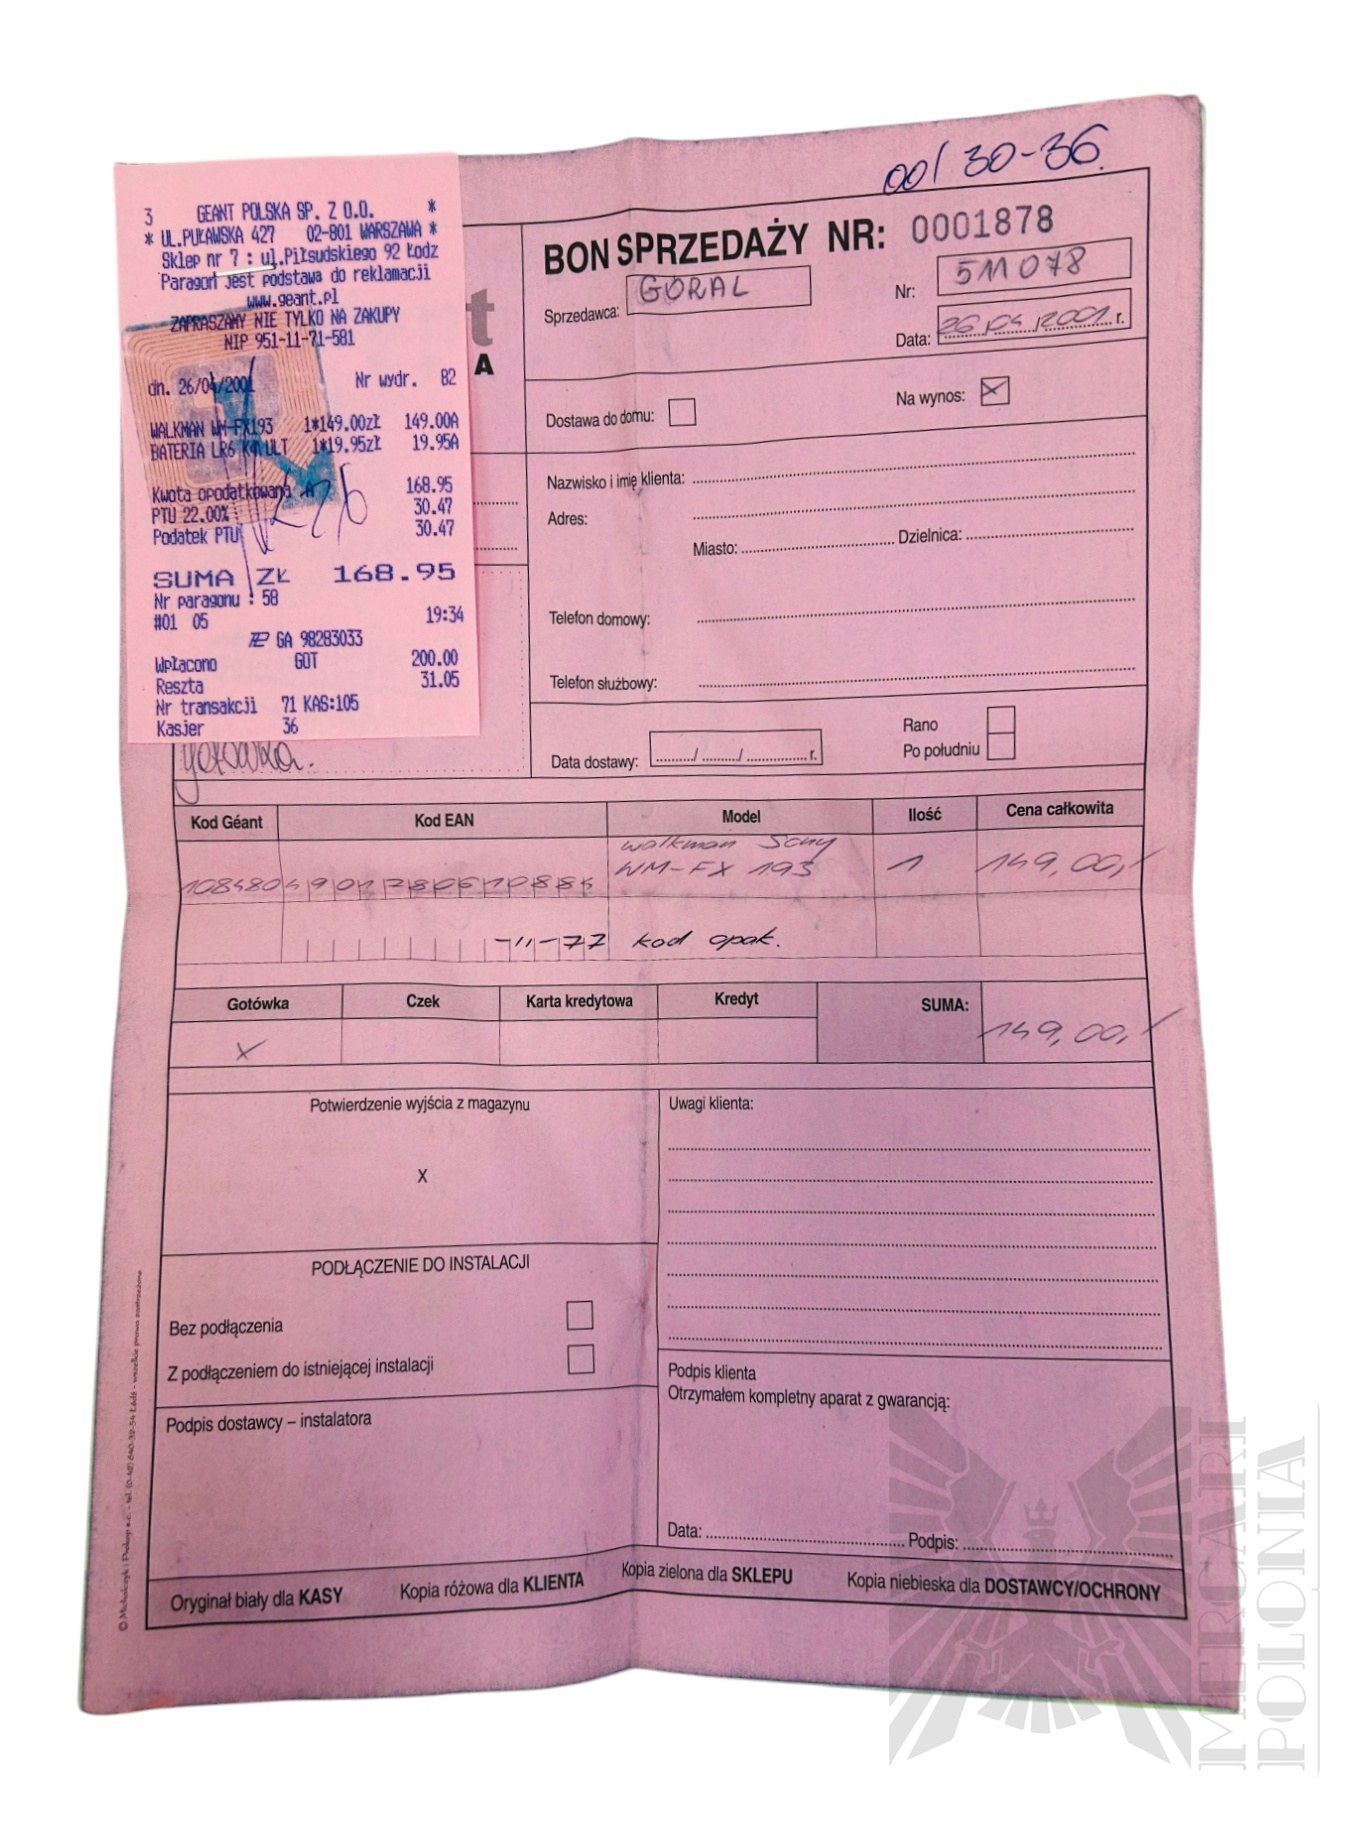 00/30-36.
3 GEANT POLSKA SP. Z O.O. *
* UL.PUŁAWSKA 427 02-801 WARSZAWA *
Sklep nr 7 : ul.Piłsudskiego 92 Łodz
Paragon jest podstawa do reklamacji
www.geant.pl
ZAPRASZAMY NIE TYLKO NA ZAKUPY
NIP 951-11-71-581
dn. 26/04/2001 Nr wydr. 82
WALKMAN WM-FX193 1*149.00zł 149.00A
BATERIA LR6 K4 ULT 1*19.95zł 19.95A
Kwota opodatkowana A 168.95
PTU 22.00% 30.47
Podatek PTU 30.47
SUMA ZŁ 168.95
Nr paragonu : 58
#01 05 19:34
GA 98283033
Wpłacono GOT 200.00
Reszta 31.05
Nr transakcji 71 KAS:105
Kasjer 36
t
A
gotówka.
BON SPRZEDAŻY NR: 0001878
Sprzedawca: GÓRAL
Nr: 511078
Data: 26.04.2001 r.
Dostawa do domu:
Na wynos: X
Nazwisko i imię klienta:
Adres:
Miasto: Dzielnica:
Telefon domowy:
Telefon służbowy:
Data dostawy: / / r.
Rano
Po południu
Kod Géant Kod EAN Model Ilość Cena całkowita
walkman Sony
108480 4901780610884 WM-FX 193 1 149,00,-
-11-77 kod opak.
Gotówka Czek Karta kredytowa Kredyt SUMA:
X 149,00,-
Potwierdzenie wyjścia z magazynu
X
Uwagi klienta:
PODŁĄCZENIE DO INSTALACJI
Bez podłączenia
Z podłączeniem do istniejącej instalacji
Podpis dostawcy – instalatora
Podpis klienta
Otrzymałem kompletny aparat z gwarancją:
Data: Podpis:
Oryginał biały dla KASY Kopia różowa dla KLIENTA Kopia zielona dla SKLEPU Kopia niebieska dla DOSTAWCY/OCHRONY
MERCARI
POLONIA